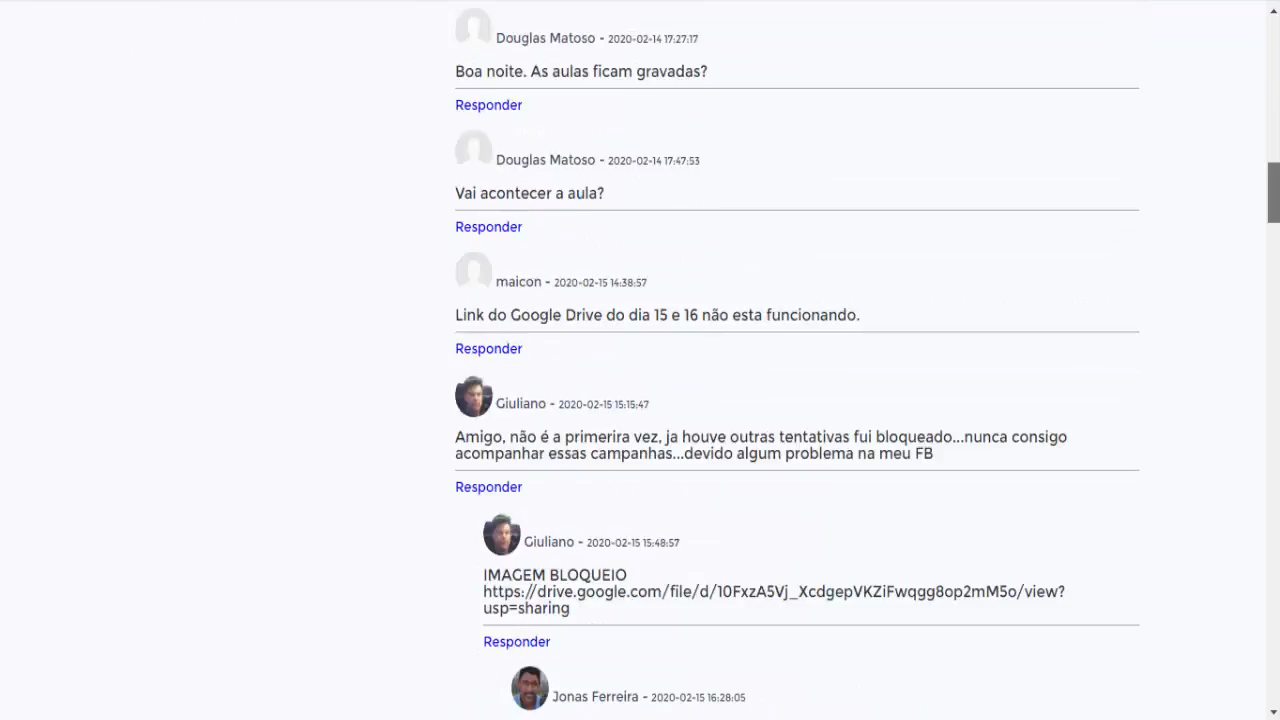 Douglas Matoso - 2020-02-14 17:27:17
Boa noite. As aulas ficam gravadas?
Responder
Douglas Matoso - 2020-02-14 17:47:53
Vai acontecer a aula?
Responder
maicon - 2020-02-15 14:38:57
Link do Google Drive do dia 15 e 16 não esta funcionando.
Responder
Giuliano - 2020-02-15 15:15:47
Amigo, não é a primerira vez, ja houve outras tentativas fui bloqueado...nunca consigo
acompanhar essas campanhas...devido algum problema na meu FB
Responder
Giuliano - 2020-02-15 15:48:57
IMAGEM BLOQUEIO
https://drive.google.com/file/d/10FxzA5Vj_XcdgepVKZiFwqgg8op2mM5o/view?
usp=sharing
Responder
Jonas Ferreira - 2020-02-15 16:28:05